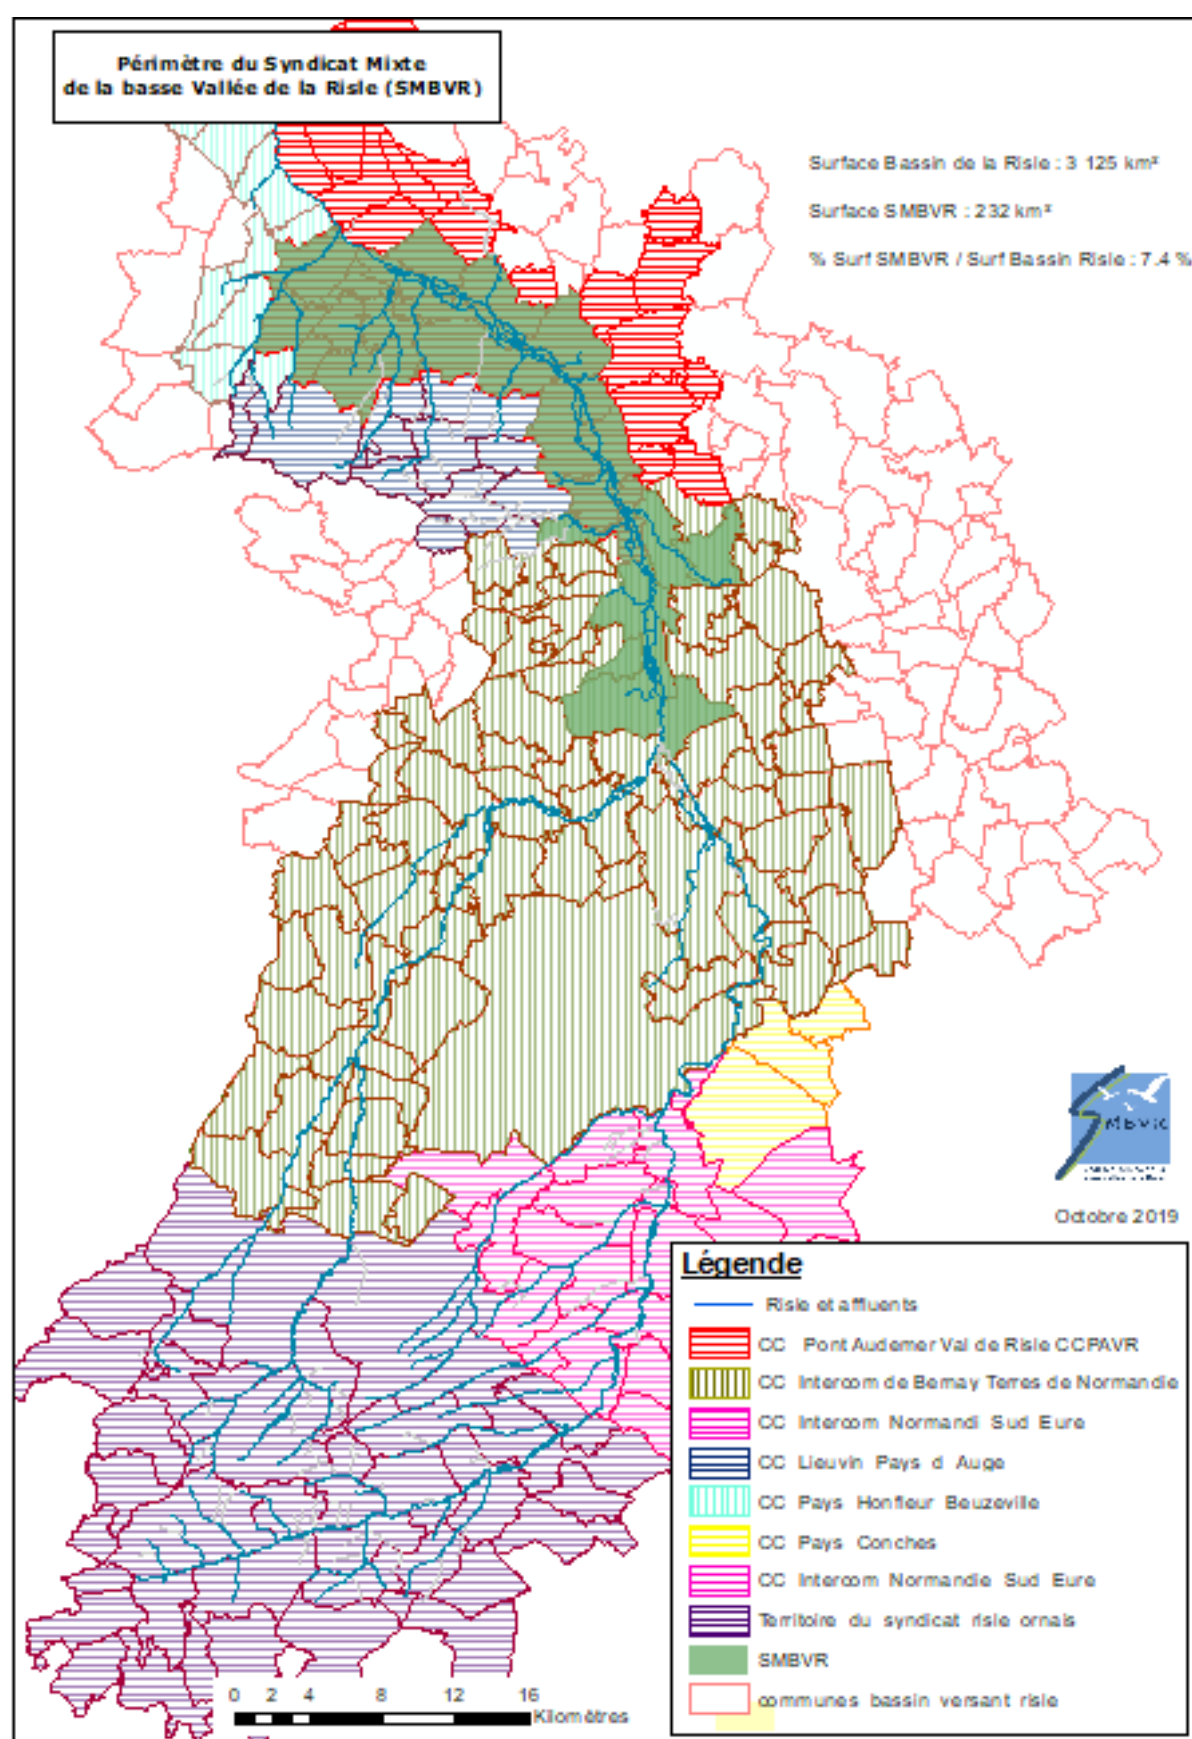 Périmètre du Syndicat Mixte
de la basse Vallée de la Risle (SMBVR)
Surface Bassin de la Risle : 3 125 km²
Surface SMBVR : 232 km²
% Surf SMBVR / Surf Bassin Risle : 7.4 %
SMBVR
Octobre 2019
Légende
Risle et affluents
CC Pont Audemer Val de Risle CCPAVR
CC Intercom de Bernay Terres de Normandie
CC Intercom Normandi Sud Eure
CC Lieuvin Pays d Auge
CC Pays Honfleur Beuzeville
CC Pays Conches
CC Intercom Normandie Sud Eure
Territoire du syndicat risle ornais
SMBVR
communes bassin versant risle
0 2 4 8 12 16
Kilomètres